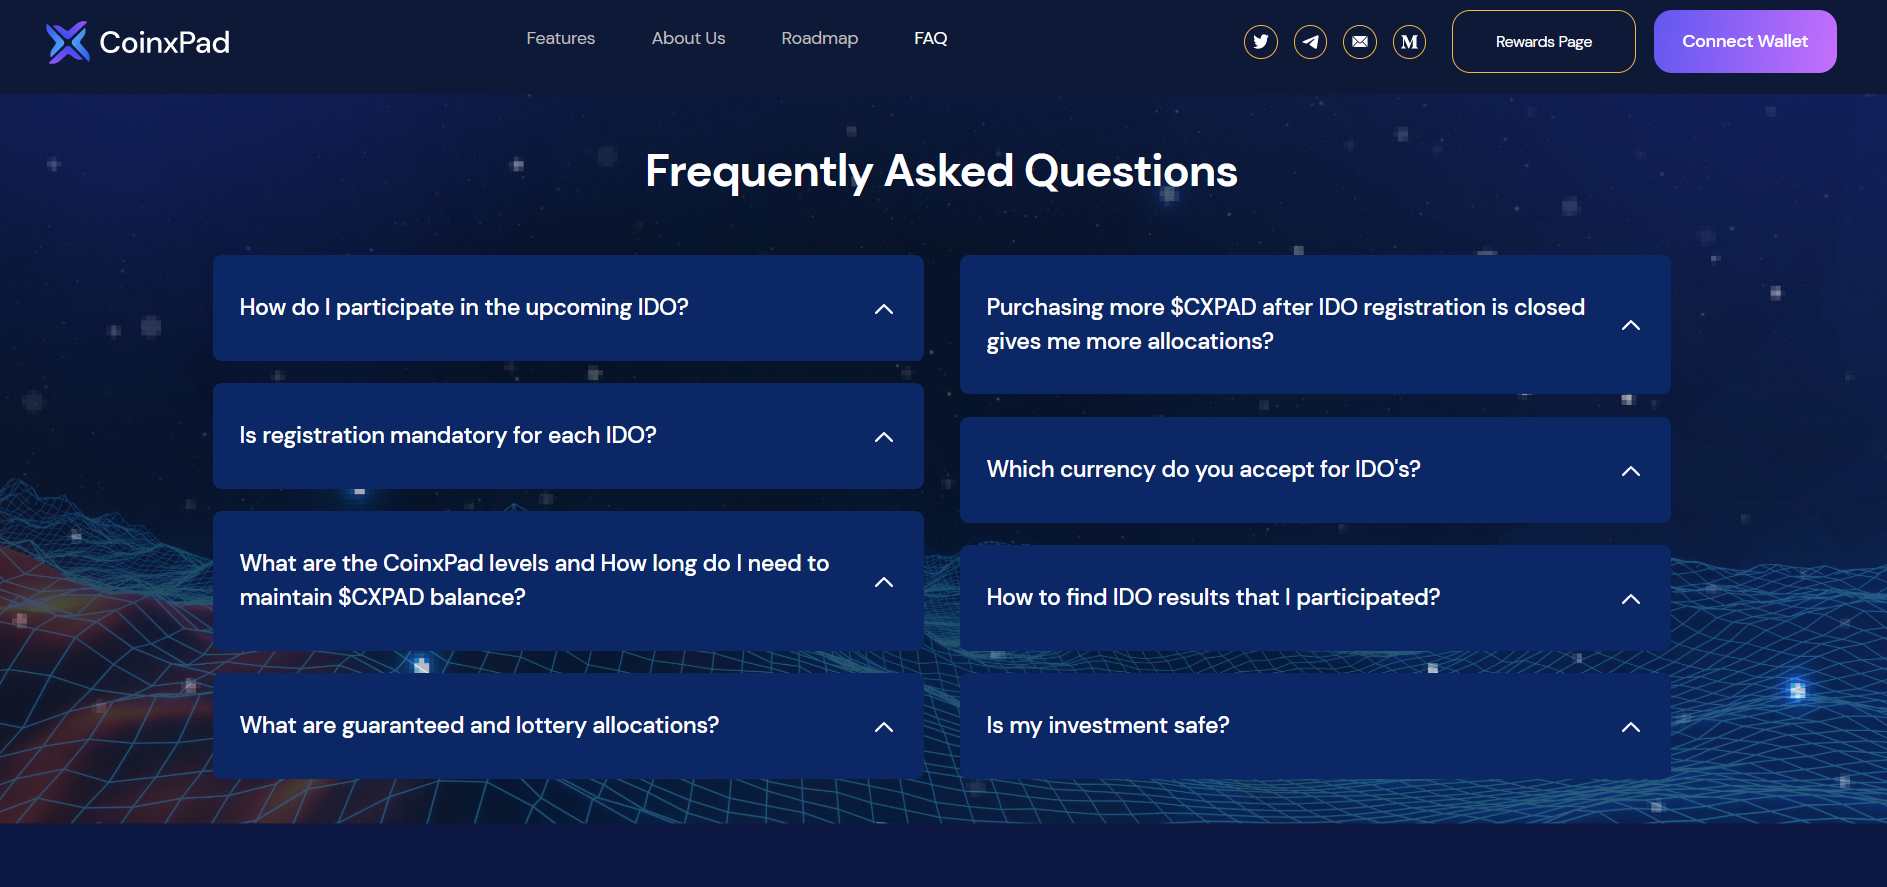 CoinxPad
Features
About Us
Roadmap
FAQ
M
Rewards Page
Connect Wallet
Frequently Asked Questions
How do I participate in the upcoming IDO?
Is registration mandatory for each IDO?
What are the CoinxPad levels and How long do I need to
maintain $CXPAD balance?
What are guaranteed and lottery allocations?
Purchasing more $CXPAD after IDO registration is closed
gives me more allocations?
Which currency do you accept for IDO's?
How to find IDO results that I participated?
Is my investment safe?